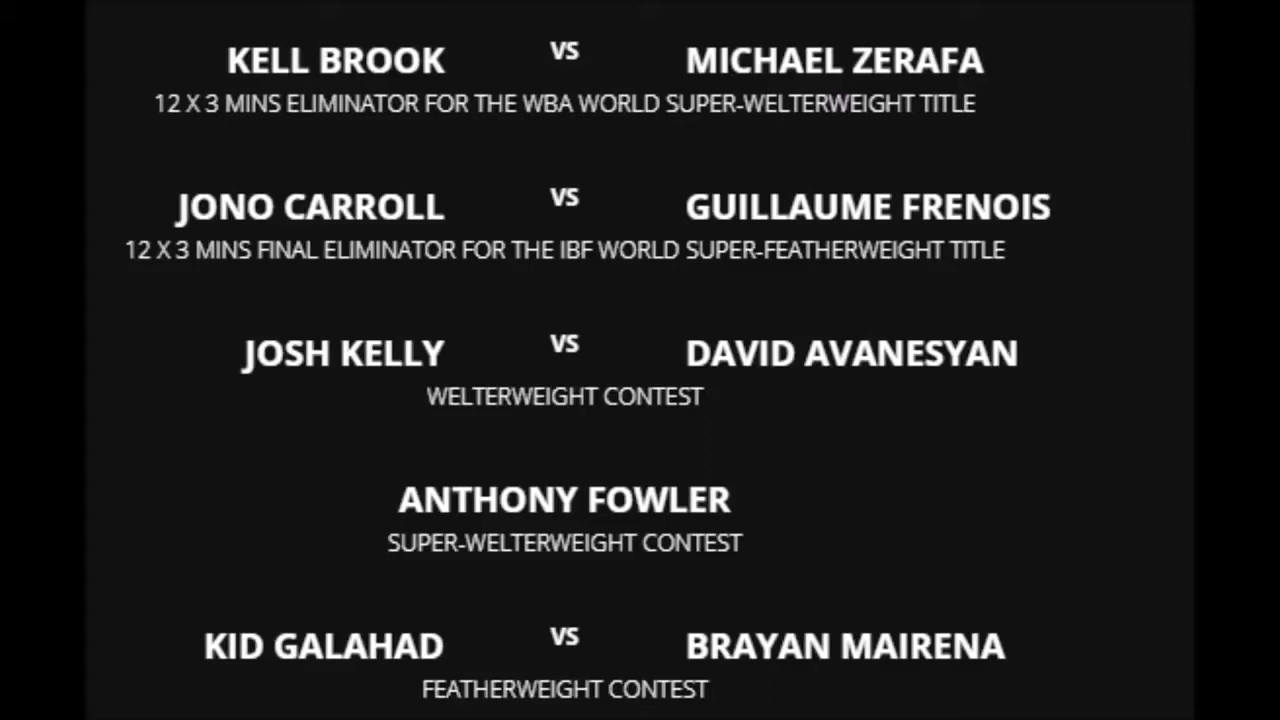 KELL BROOK VS MICHAEL ZERAFA
12 X 3 MINS ELIMINATOR FOR THE WBA WORLD SUPER-WELTERWEIGHT TITLE
JONO CARROLL VS GUILLAUME FRENOIS
12 X 3 MINS FINAL ELIMINATOR FOR THE IBF WORLD SUPER-FEATHERWEIGHT TITLE
JOSH KELLY VS DAVID AVANESYAN
WELTERWEIGHT CONTEST
ANTHONY FOWLER
SUPER-WELTERWEIGHT CONTEST
KID GALAHAD VS BRAYAN MAIRENA
FEATHERWEIGHT CONTEST